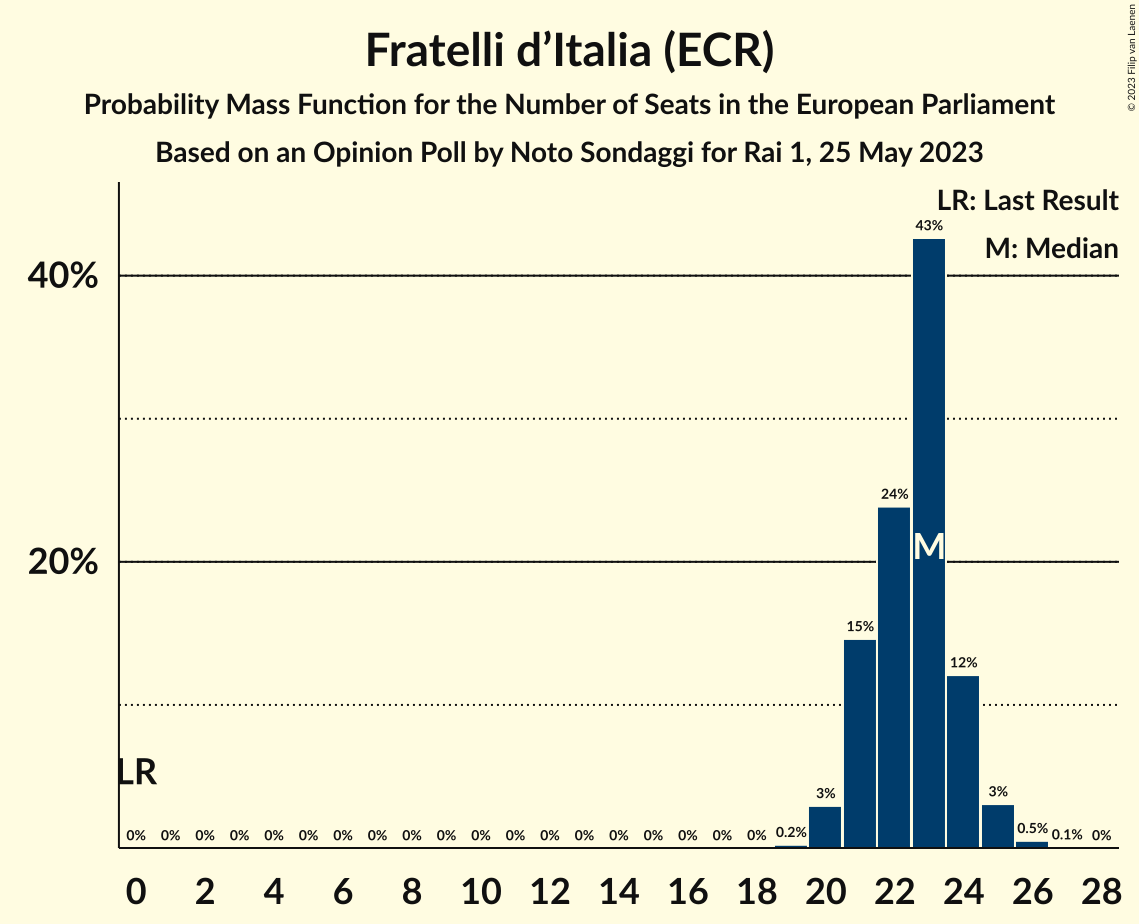 Fratelli d’Italia (ECR)
Probability Mass Function for the Number of Seats in the European Parliament
Based on an Opinion Poll by Noto Sondaggi for Rai 1, 25 May 2023
© 2023 Filip van Laenen
LR: Last Result
M: Median
43%
40%
24%
M
20%
15%
12%
LR
3%
3%
0% 0% 0% 0% 0% 0% 0% 0% 0% 0% 0% 0% 0% 0% 0% 0% 0% 0% 0% 0.2% 0.5% 0.1% 0%
0 2 4 6 8 10 12 14 16 18 20 22 24 26 28